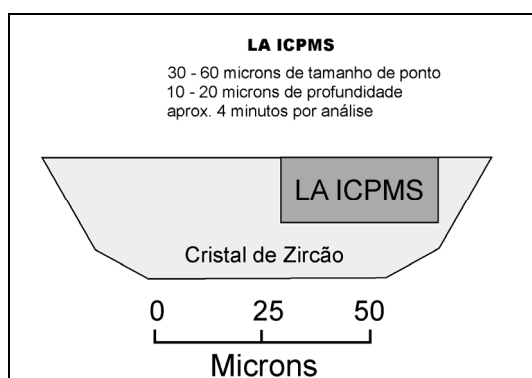 LA ICPMS
30 - 60 microns de tamanho de ponto
10 - 20 microns de profundidade
aprox. 4 minutos por análise
LA ICPMS
Cristal de Zircão
0 25 50
Microns